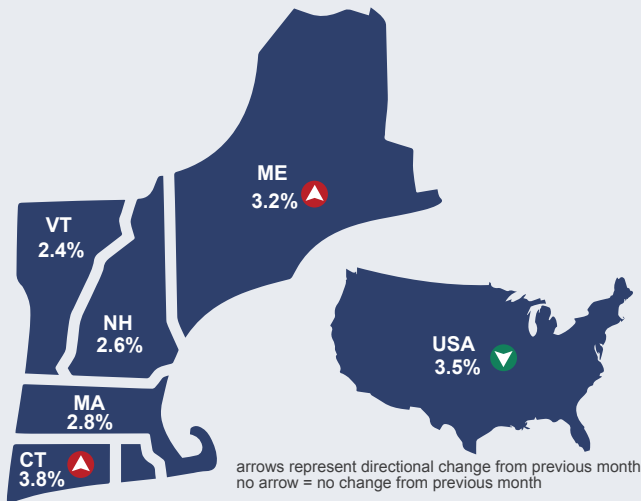 ME
3.2%
VT
2.4%
NH
2.6%
USA
3.5%
MA
2.8%
CT
3.8%
arrows represent directional change from previous month
no arrow = no change from previous month